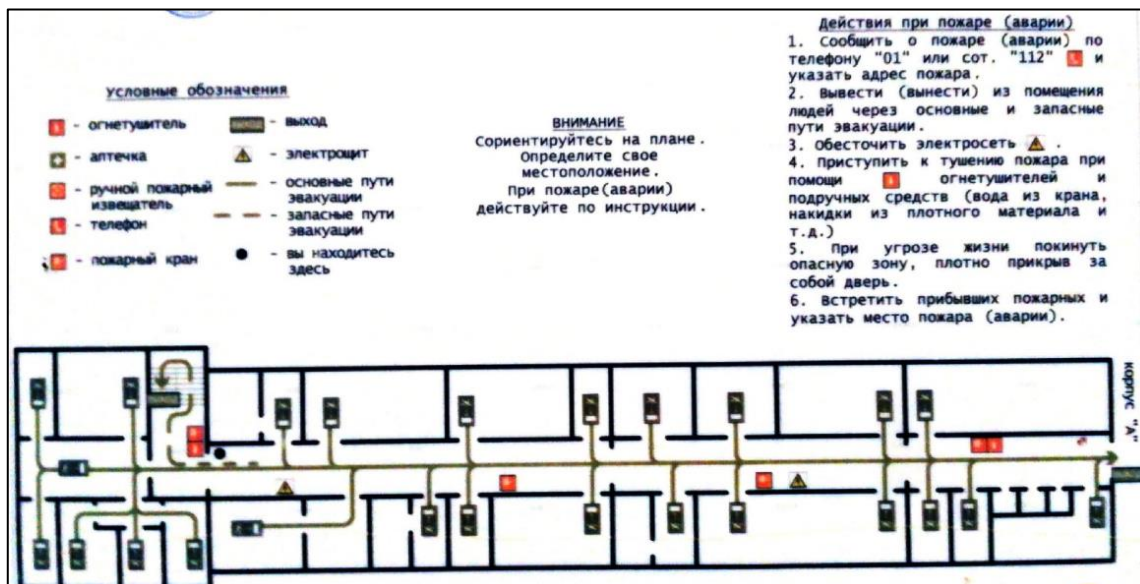 Условные обозначения
- огнетушитель
- аптечка
- ручной пожарный
извещатель
- телефон
- пожарный кран
- выход
- электрощит
- основные пути
эвакуации
- запасные пути
эвакуации
- вы находитесь
здесь
ВНИМАНИЕ
Сориентируйтесь на плане.
Определите свое
местоположение.
При пожаре(аварии)
действуйте по инструкции.
Действия при пожаре (аварии)
1. Сообщить о пожаре (аварии) по
телефону "01" или сот. "112" и
указать адрес пожара.
2. Вывести (вынести) из помещения
людей через основные и запасные
пути эвакуации.
3. Обесточить электросеть .
4. Приступить к тушению пожара при
помощи огнетушителей и
подручных средств (вода из крана,
накидки из плотного материала и
т.д.)
5. При угрозе жизни покинуть
опасную зону, плотно прикрыв за
собой дверь.
6. Встретить прибывших пожарных и
указать место пожара (аварии).
корпус "А"